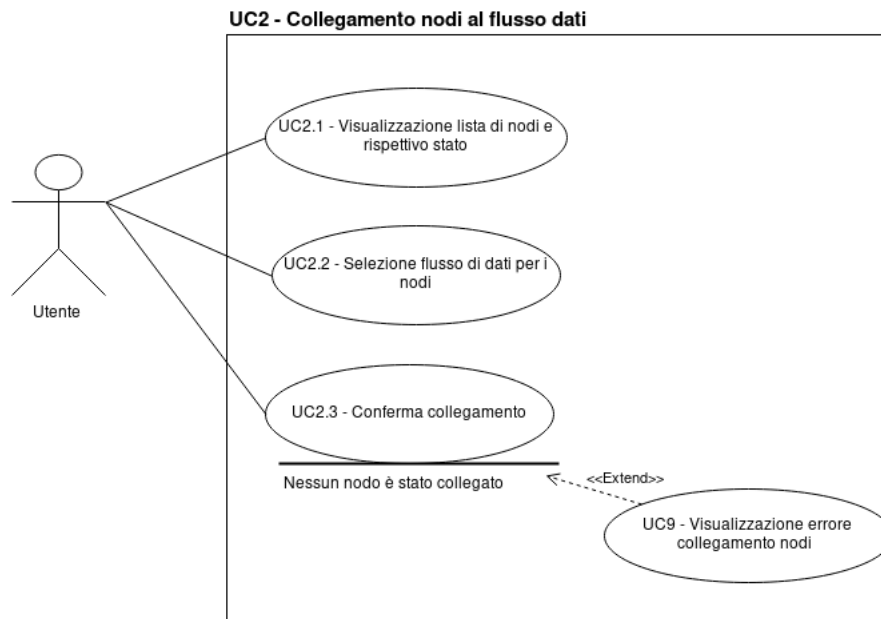 UC2 - Collegamento nodi al flusso dati
UC2.1 - Visualizzazione lista di nodi e
rispettivo stato
UC2.2 - Selezione flusso di dati per i
nodi
Utente
UC2.3 - Conferma collegamento
Nessun nodo è stato collegato
<<Extend>>
UC9 - Visualizzazione errore
collegamento nodi